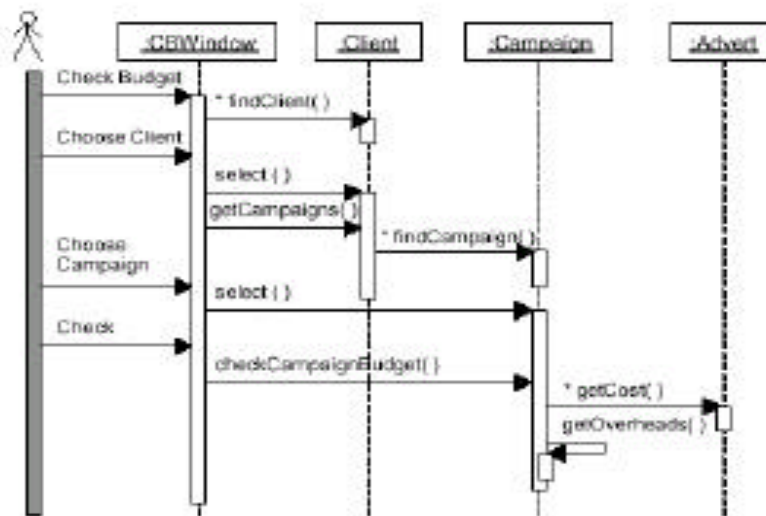 :CBWindow
:Client
:Campaign
:Advert
Check Budget
* findClient( )
Choose Client
select ( )
getCampaigns( )
* findCampaign( )
Choose
Campaign
select ( )
Check
checkCampaignBudget( )
* getCost( )
getOverheads( )